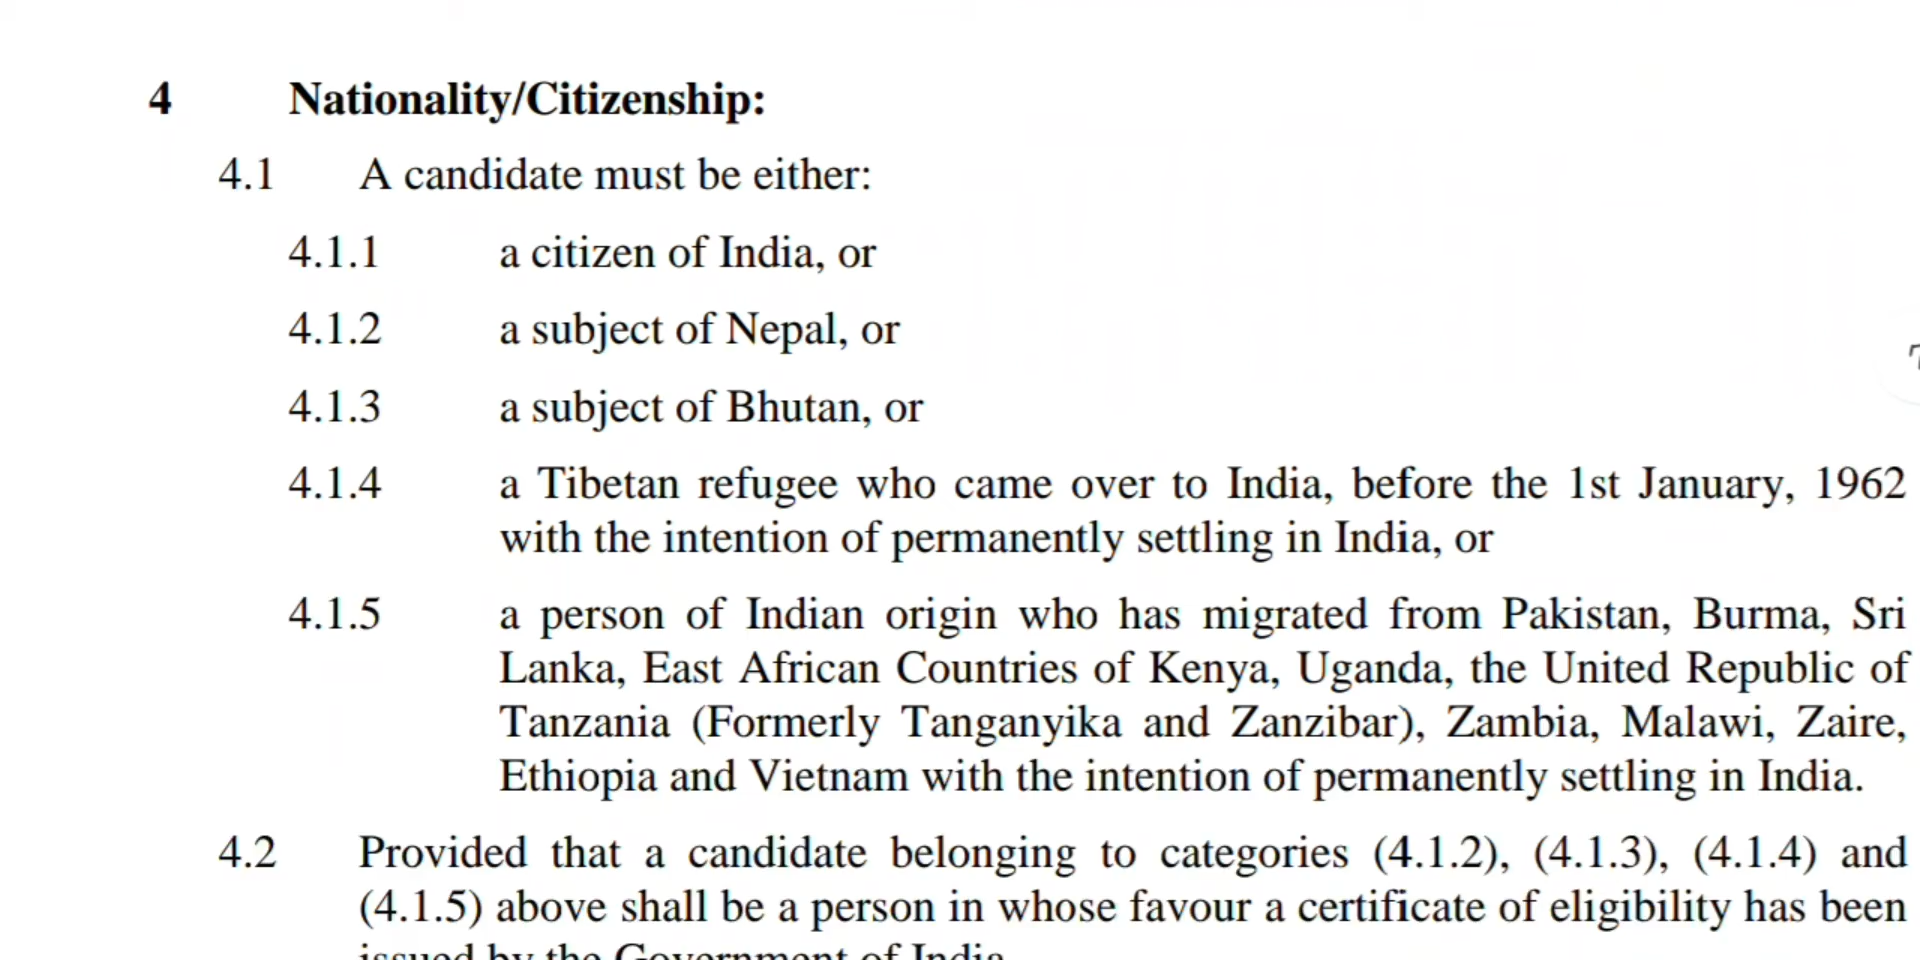 4 Nationality/Citizenship:
4.1 A candidate must be either:
4.1.1 a citizen of India, or
4.1.2 a subject of Nepal, or
4.1.3 a subject of Bhutan, or
4.1.4 a Tibetan refugee who came over to India, before the 1st January, 1962
with the intention of permanently settling in India, or
4.1.5 a person of Indian origin who has migrated from Pakistan, Burma, Sri
Lanka, East African Countries of Kenya, Uganda, the United Republic of
Tanzania (Formerly Tanganyika and Zanzibar), Zambia, Malawi, Zaire,
Ethiopia and Vietnam with the intention of permanently settling in India.
4.2 Provided that a candidate belonging to categories (4.1.2), (4.1.3), (4.1.4) and
(4.1.5) above shall be a person in whose favour a certificate of eligibility has been
issued by the Government of India